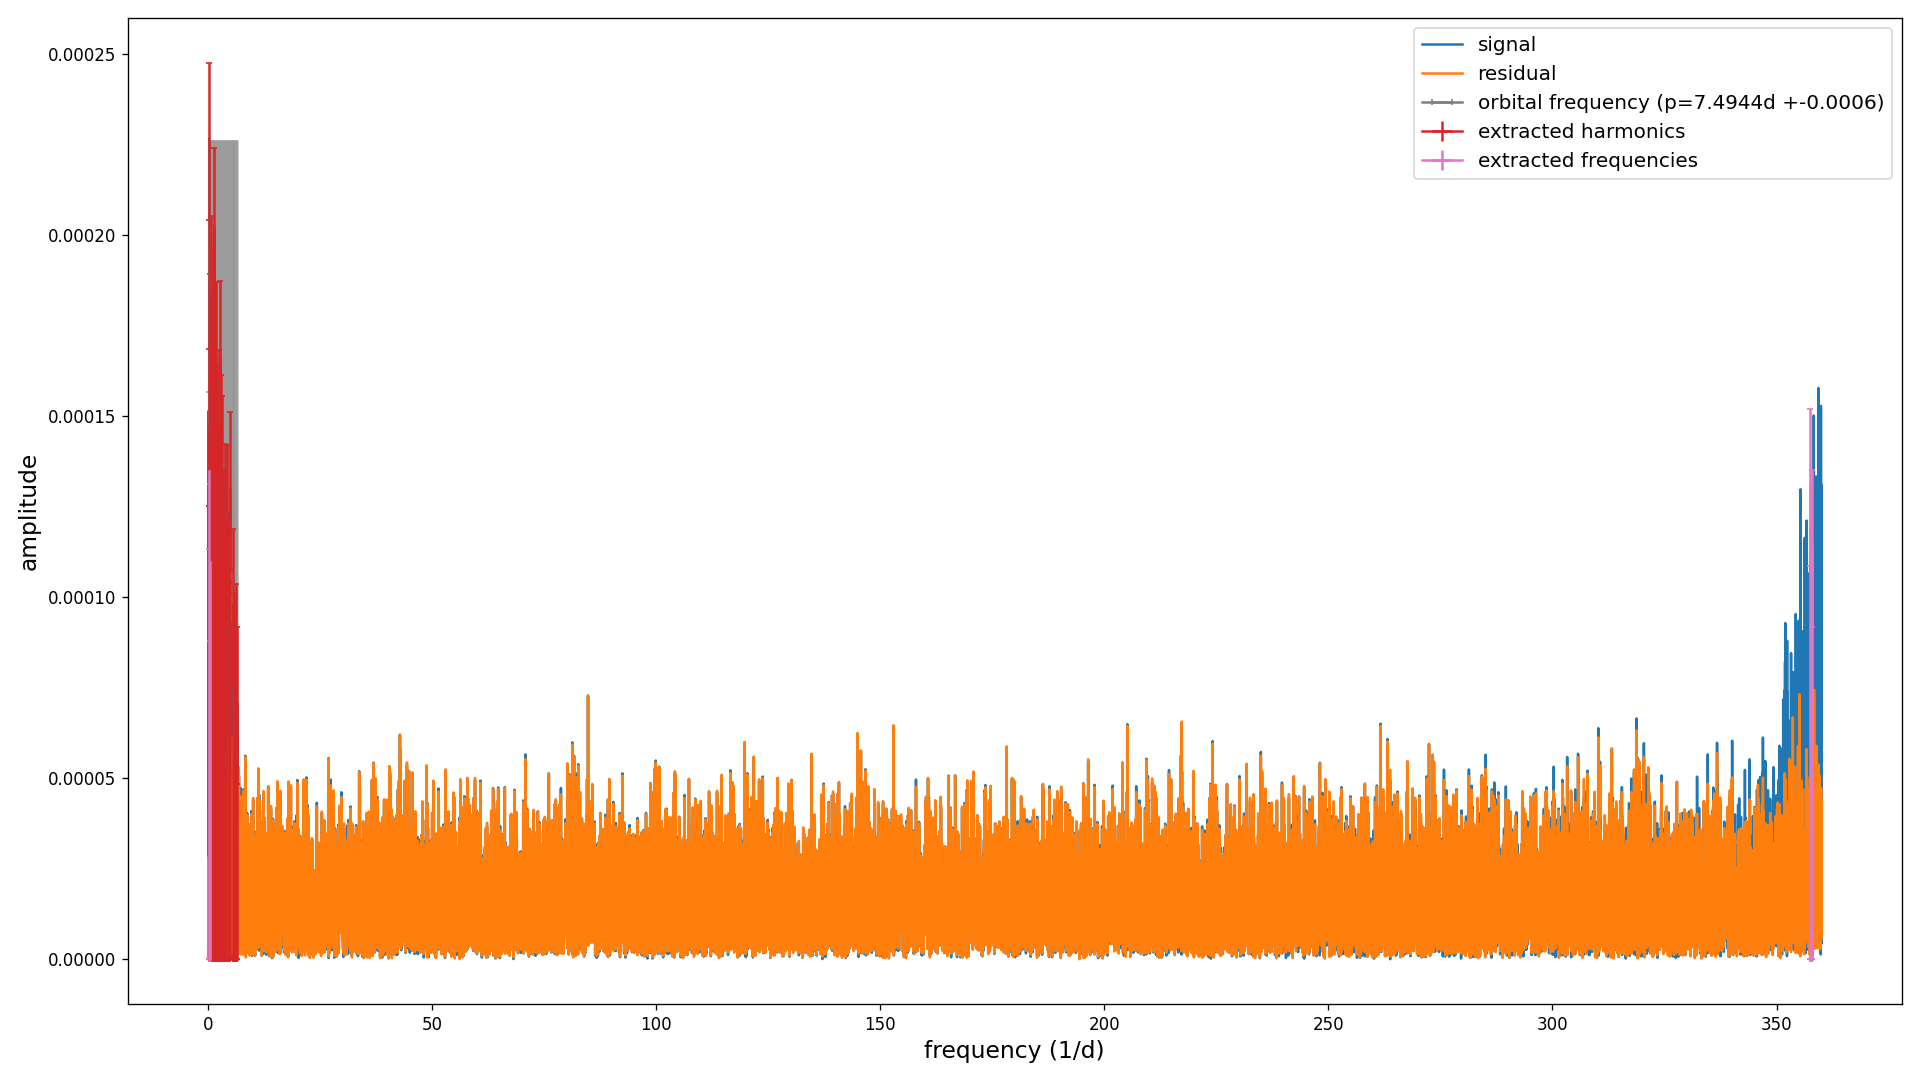 signal
residual
orbital frequency (p=7.4944d +-0.0006)
extracted harmonics
extracted frequencies
0.00025
0.00020
0.00015
0.00010
0.00005
0.00000
amplitude
0 50 100 150 200 250 300 350
frequency (1/d)